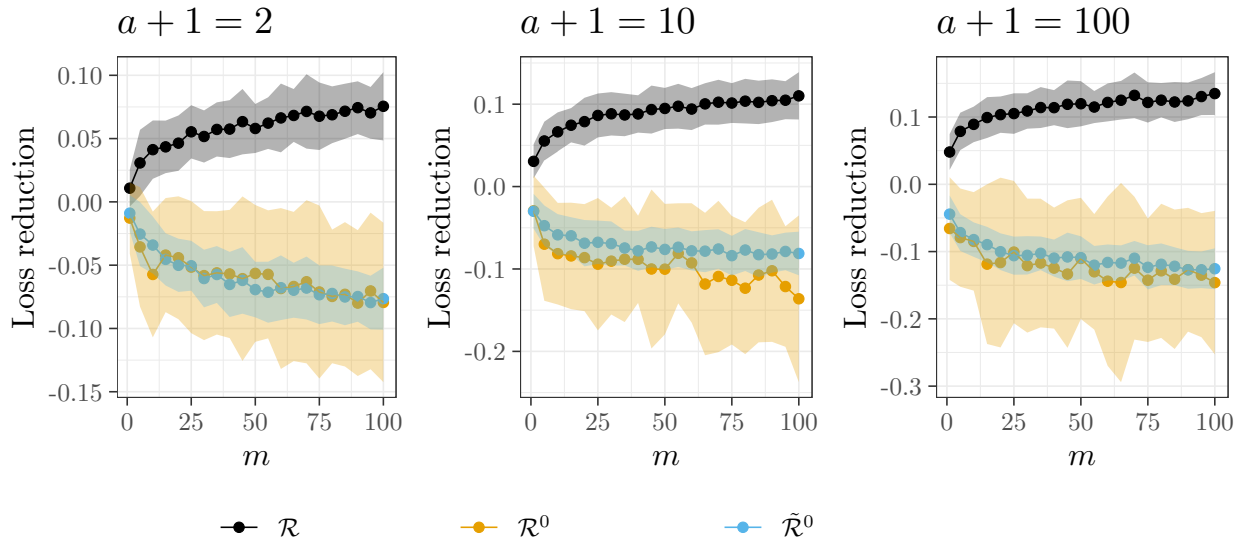 a + 1 = 2
a + 1 = 10
a + 1 = 100
Loss reduction
0.10
0.05
0.00
-0.05
-0.10
-0.15
0
25
50
75
100
m
Loss reduction
0.1
0.0
-0.1
-0.2
0
25
50
75
100
m
Loss reduction
0.1
0.0
-0.1
-0.2
-0.3
0
25
50
75
100
m
ℛ
ℛ⁰
ℛ̃⁰